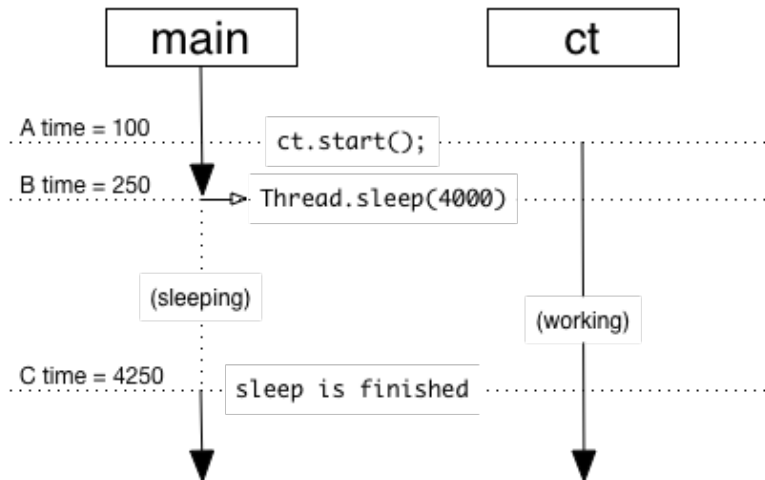 main
ct
A time = 100
ct.start();
B time = 250
Thread.sleep(4000)
(sleeping)
(working)
C time = 4250
sleep is finished